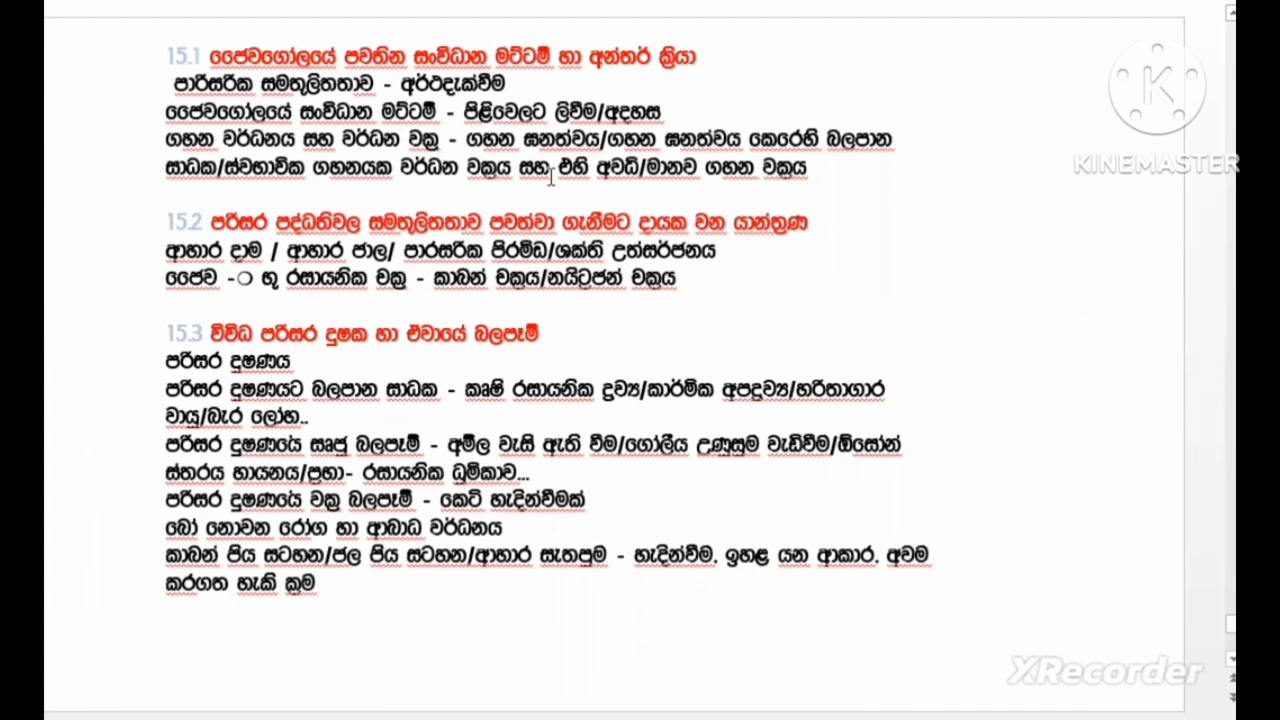 15.1 ජෛවගෝලයේ පවතින සංවිධාන මට්ටම් හා අන්තර් ක්‍රියා
පාරිසරික සමතුලිතතාව - අර්ථදැක්වීම
ජෛවගෝලයේ සංවිධාන මට්ටම් - පිළිවෙලට ලිවීම/අදහස
ගහන වර්ධනය සහ වර්ධන වක්‍ර - ගහන ඝනත්වය/ගහන ඝනත්වය කෙරෙහි බලපාන
සාධක/ස්වභාවික ගහනයක වර්ධන වක්‍රය සහ එහි අවධි/මානව ගහන වක්‍රය
15.2 පරිසර පද්ධතිවල සමතුලිතතාව පවත්වා ගැනීමට දායක වන යාන්ත්‍රණ
ආහාර දාම / ආහාර ජාල/ පාරසරික පිරමිඩ/ශක්ති උත්සර්ජනය
ජෛව -ා භූ රසායනික චක්‍ර - කාබන් චක්‍රය/නයිට්‍රජන් චක්‍රය
15.3 විවිධ පරිසර දූෂක හා ඒවායේ බලපෑම්
පරිසර දූෂණය
පරිසර දූෂණයට බලපාන සාධක - කෘෂි රසායනික ද්‍රව්‍ය/කාර්මික අපද්‍රව්‍ය/හරිතාගාර
වායු/බැර ලෝහ..
පරිසර දූෂණයේ සෘජු බලපෑම් - අම්ල වැසි ඇති වීම/ගෝලීය උණුසුම වැඩිවීම/ඕසෝන්
ස්තරය හායනය/ප්‍රභා- රසායනික ධූමිකාව...
පරිසර දූෂණයේ වක්‍ර බලපෑම් - කෙටි හැදින්වීමක්
බෝ නොවන රෝග හා ආබාධ වර්ධනය
කාබන් පිය සටහන/ජල පිය සටහන/ආහාර සැතපුම - හැදින්වීම. ඉහළ යන ආකාර. අවම
කරගත හැකි ක්‍රම
KINEMASTER
XRecorder